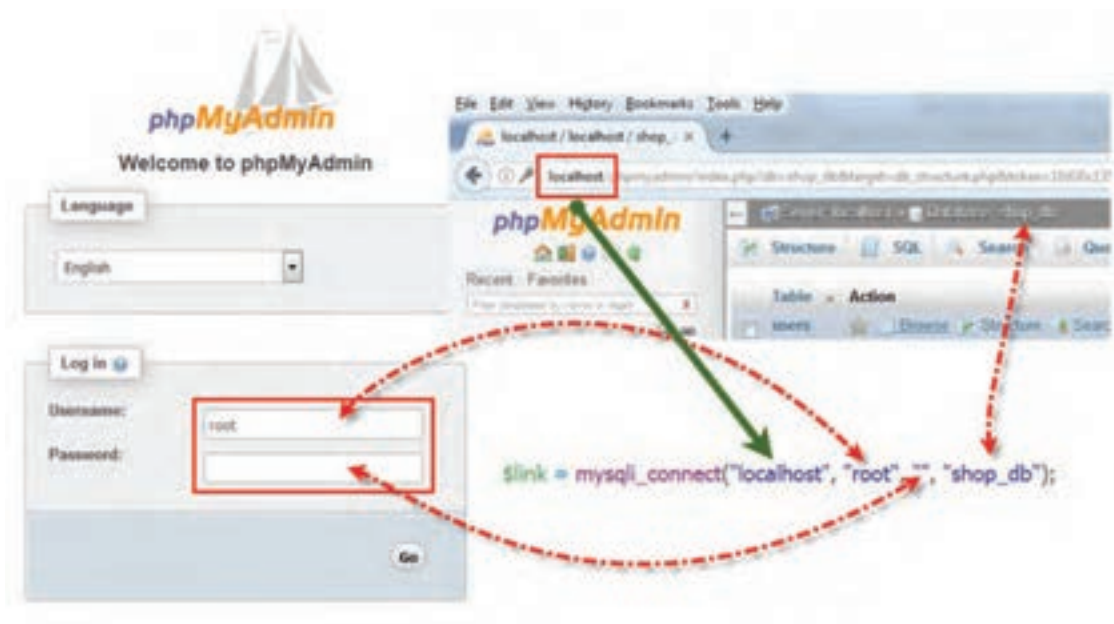 phpMyAdmin
Welcome to phpMyAdmin
Language
English
Log in
Username:
root
Password:
Go
File Edit View History Bookmarks Tools Help
localhost / localhost / shop_
localhost
phpMyAdmin
Recent Favorites
Structure SQL Search
Table Action
users Browse Structure
$link = mysqli_connect("localhost", "root", "", "shop_db");